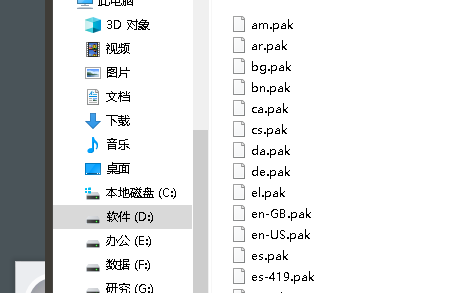 此电脑
3D 对象
视频
图片
文档
下载
音乐
桌面
本地磁盘 (C:)
软件 (D:)
办公 (E:)
数据 (F:)
研究 (G:)
am.pak
ar.pak
bg.pak
bn.pak
ca.pak
cs.pak
da.pak
de.pak
el.pak
en-GB.pak
en-US.pak
es.pak
es-419.pak